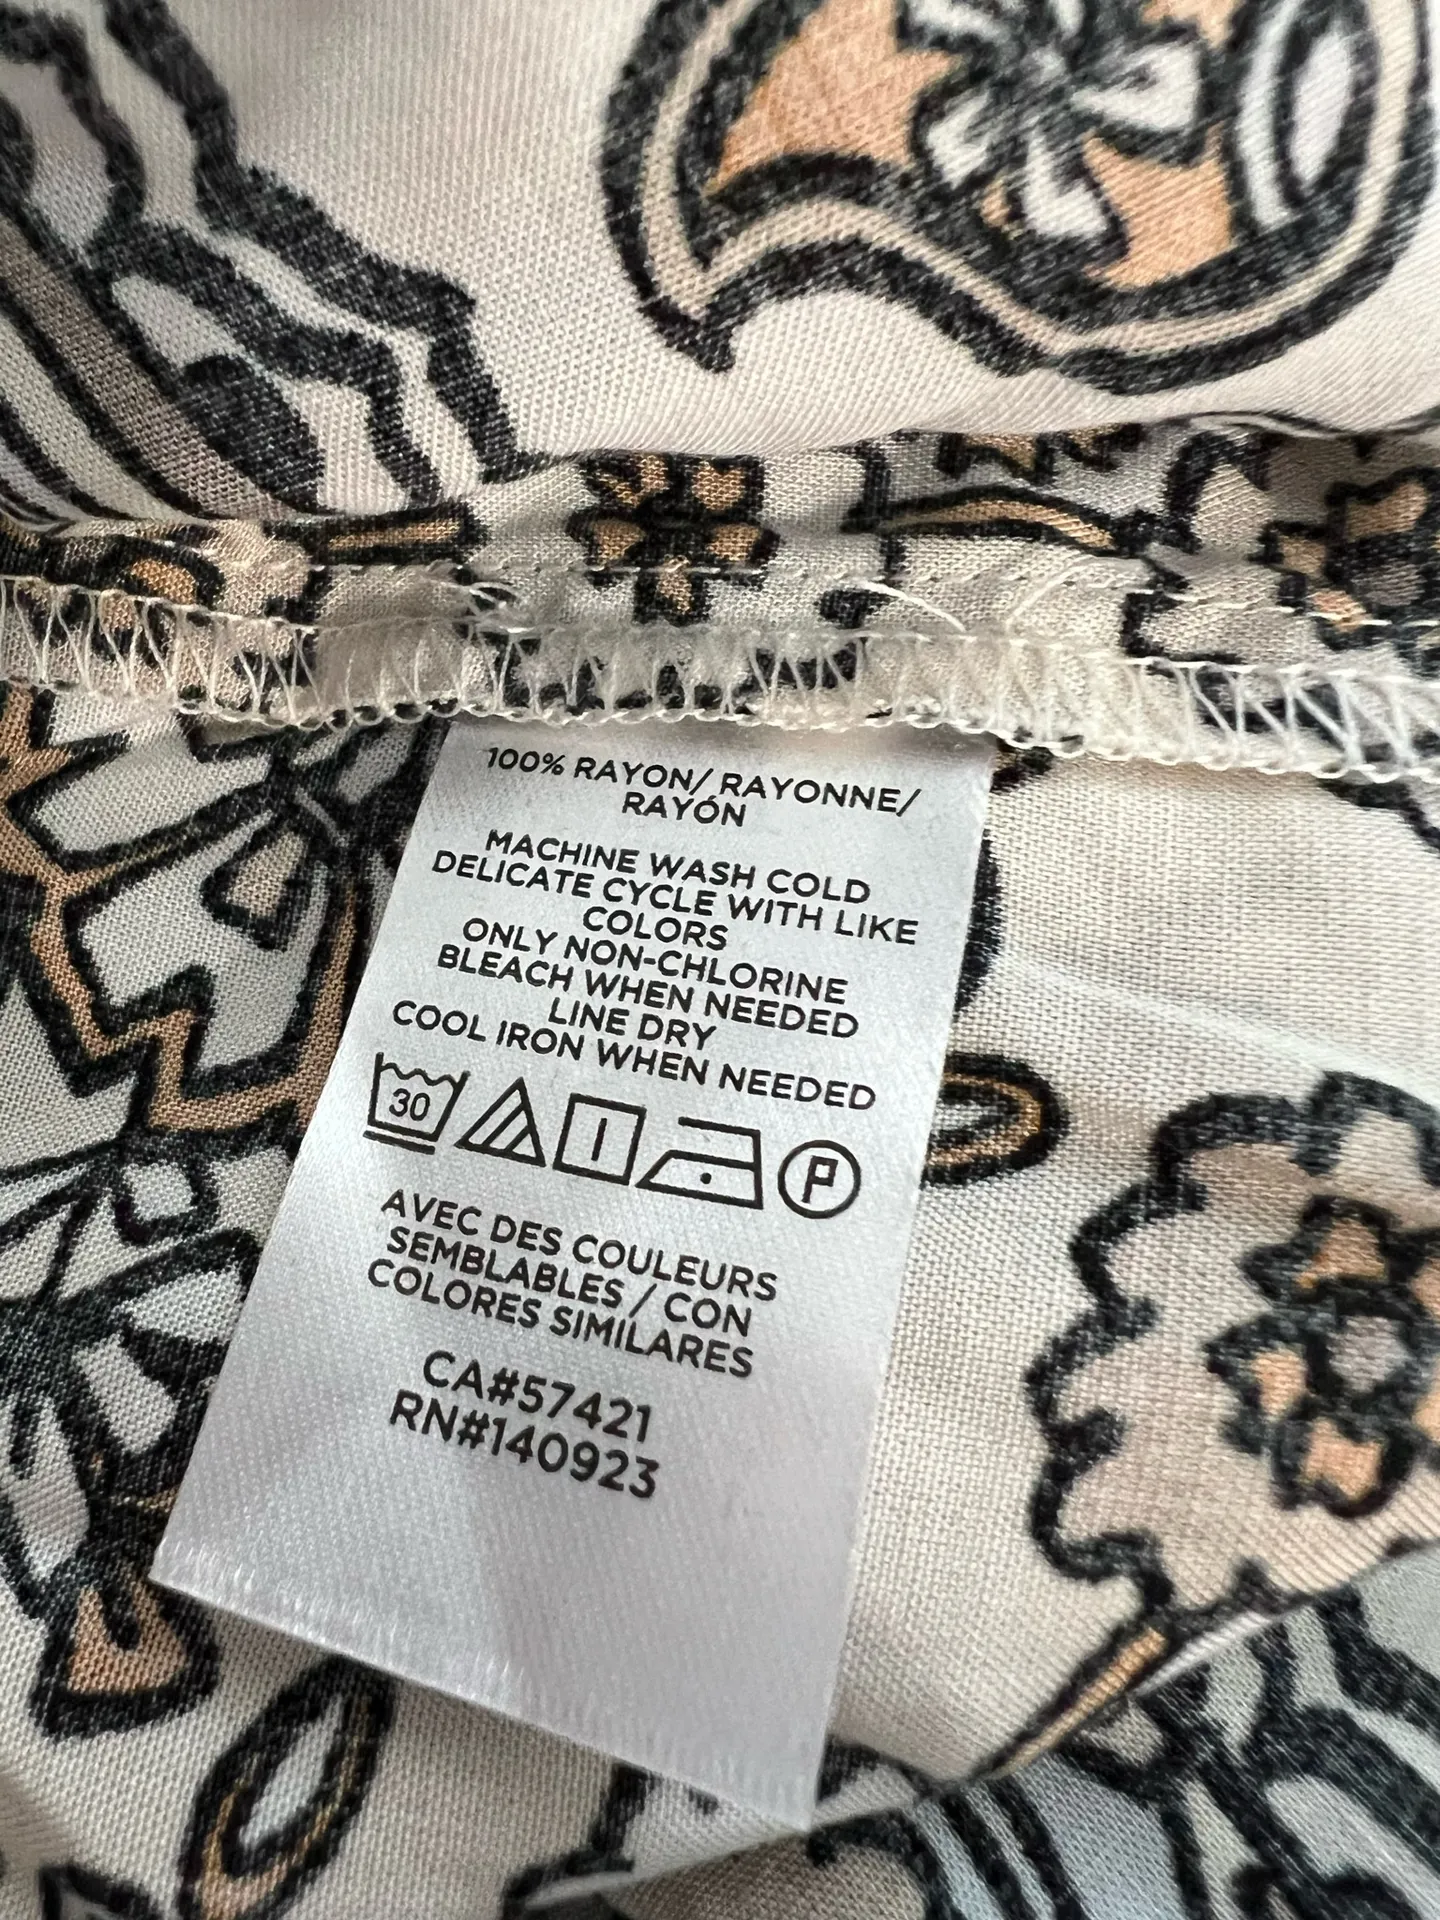 100% RAYON/ RAYONNE/
RAYÓN
MACHINE WASH COLD
DELICATE CYCLE WITH LIKE
COLORS
ONLY NON-CHLORINE
BLEACH WHEN NEEDED
LINE DRY
COOL IRON WHEN NEEDED
30 P
AVEC DES COULEURS
SEMBLABLES / CON
COLORES SIMILARES
CA#57421
RN#140923